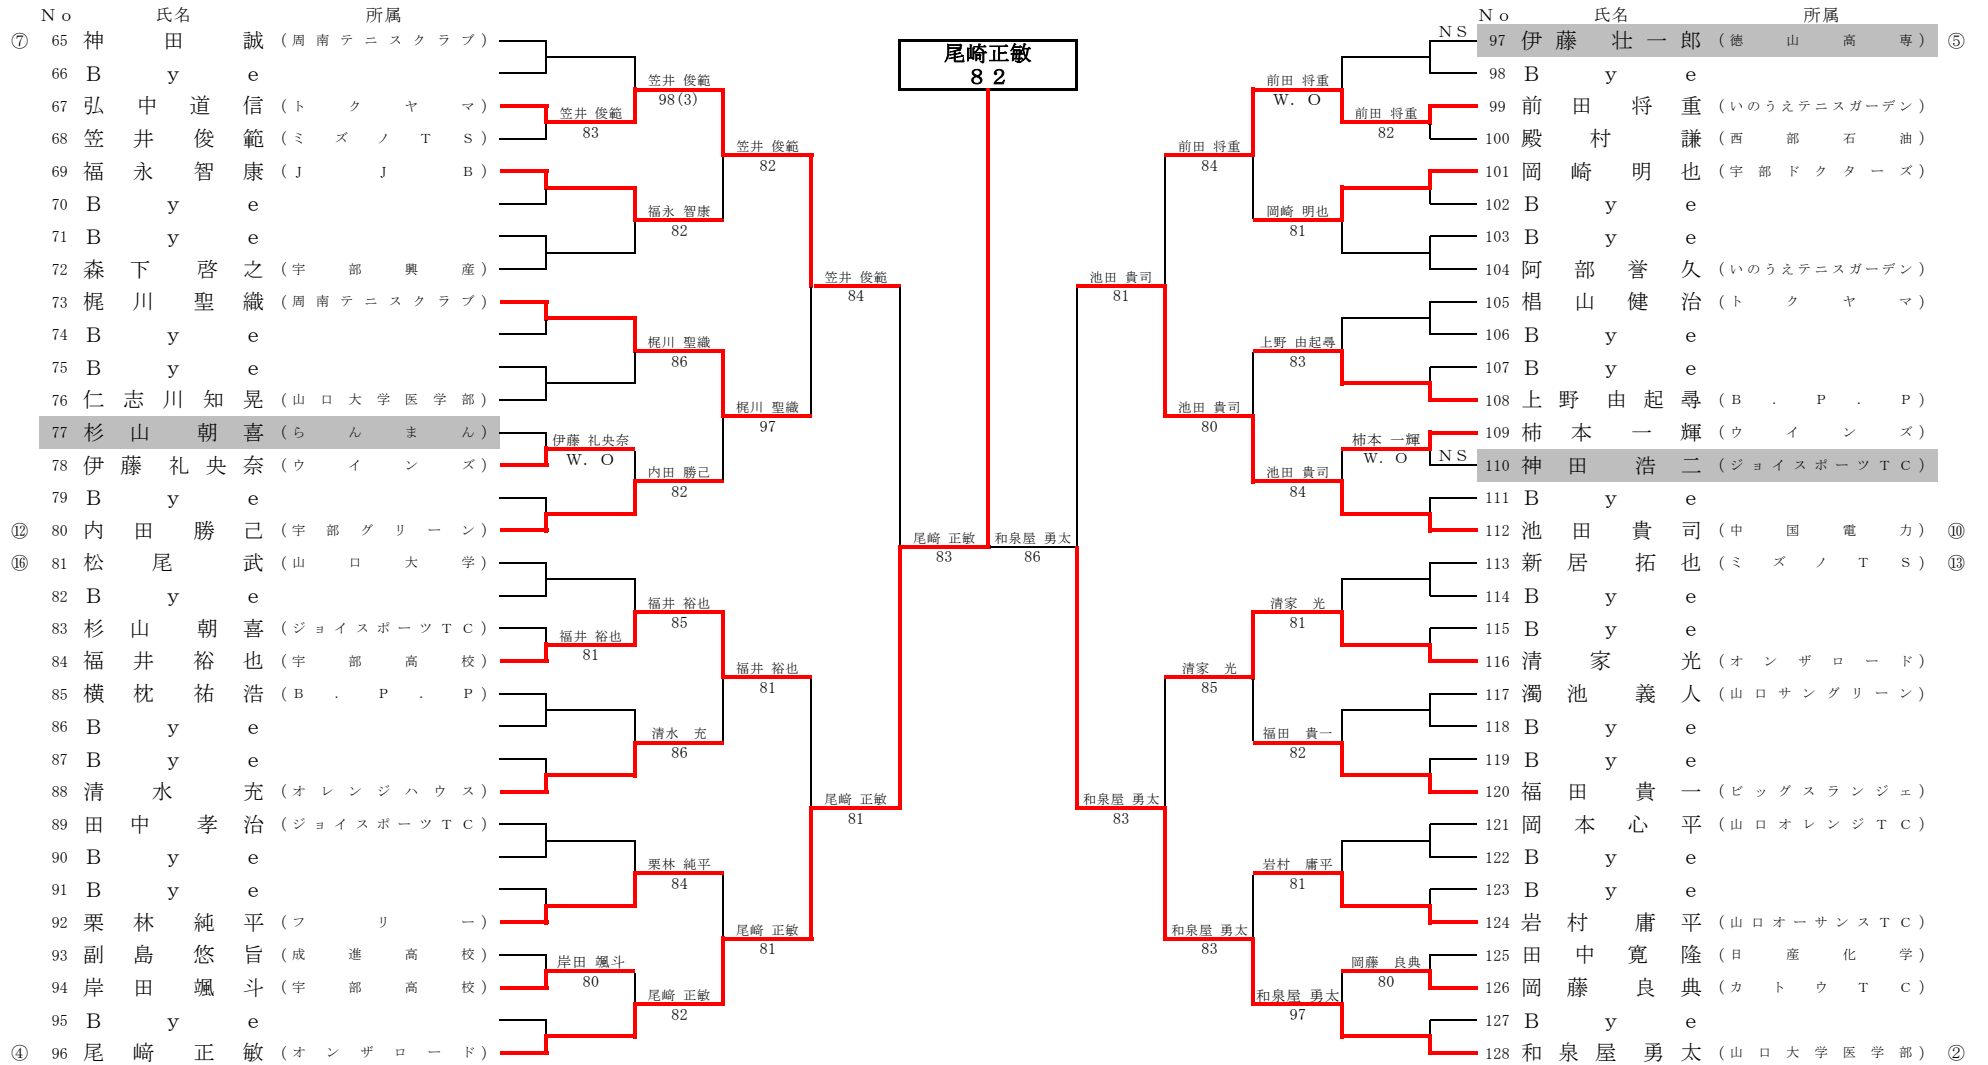 No 氏名 所属
⑦ 65 神田誠 (周南テニスクラブ)
66 Bye
67 弘中道信 (トクヤマ)
68 笠井俊範 (ミズノTS)
69 福永智康 (JJB)
70 Bye
71 Bye
72 森下啓之 (宇部興産)
73 梶川聖織 (周南テニスクラブ)
74 Bye
75 Bye
76 仁志川知晃 (山口大学医学部)
77 杉山朝喜 (らんまん)
78 伊藤礼央奈 (ウインズ)
79 Bye
⑫ 80 内田勝己 (宇部グリーン)
⑯ 81 松尾武 (山口大学)
82 Bye
83 杉山朝喜 (ジョイスポーツTC)
84 福井裕也 (宇部高校)
85 横枕祐浩 (B.P.P)
86 Bye
87 Bye
88 清水充 (オレンジハウス)
89 田中孝治 (ジョイスポーツTC)
90 Bye
91 Bye
92 栗林純平 (フリー)
93 副島悠旨 (成進高校)
94 岸田颯斗 (宇部高校)
95 Bye
④ 96 尾﨑正敏 (オンザロード)
笠井 俊範
83
伊藤 礼央奈
W.O
福井 裕也
81
岸田 颯斗
80
笠井 俊範
98(3)
福永 智康
82
梶川 聖織
86
内田 勝己
82
福井 裕也
85
清水 充
86
栗林 純平
84
尾﨑 正敏
82
笠井 俊範
82
梶川 聖織
97
福井 裕也
81
尾﨑 正敏
81
笠井 俊範
84
尾﨑 正敏
81
尾﨑 正敏
83
尾﨑正敏
82
和泉屋 勇太
86
池田 貴司
81
和泉屋 勇太
83
前田 将重
84
池田 貴司
80
清家 光
85
和泉屋 勇太
83
前田 将重
W.O
岡崎 明也
81
上野 由起尋
83
池田 貴司
84
清家 光
81
福田 貴一
82
岩村 庸平
81
和泉屋 勇太
97
前田 将重
82
柿本 一輝
W.O
岡藤 良典
80
No 氏名 所属
NS 97 伊藤壮一郎 (徳山高専) ⑤
98 Bye
99 前田将重 (いのうえテニスガーデン)
100 殿村謙 (西部石油)
101 岡崎明也 (宇部ドクターズ)
102 Bye
103 Bye
104 阿部誉久 (いのうえテニスガーデン)
105 椙山健治 (トクヤマ)
106 Bye
107 Bye
108 上野由起尋 (B.P.P)
109 柿本一輝 (ウインズ)
NS 110 神田浩二 (ジョイスポーツTC)
111 Bye
112 池田貴司 (中国電力) ⑩
113 新居拓也 (ミズノTS) ⑬
114 Bye
115 Bye
116 清家光 (オンザロード)
117 濁池義人 (山口サングリーン)
118 Bye
119 Bye
120 福田貴一 (ビッグスランジェ)
121 岡本心平 (山口オレンジTC)
122 Bye
123 Bye
124 岩村庸平 (山口オーサンスTC)
125 田中寛隆 (日産化学)
126 岡藤良典 (カトウTC)
127 Bye
128 和泉屋勇太 (山口大学医学部) ②